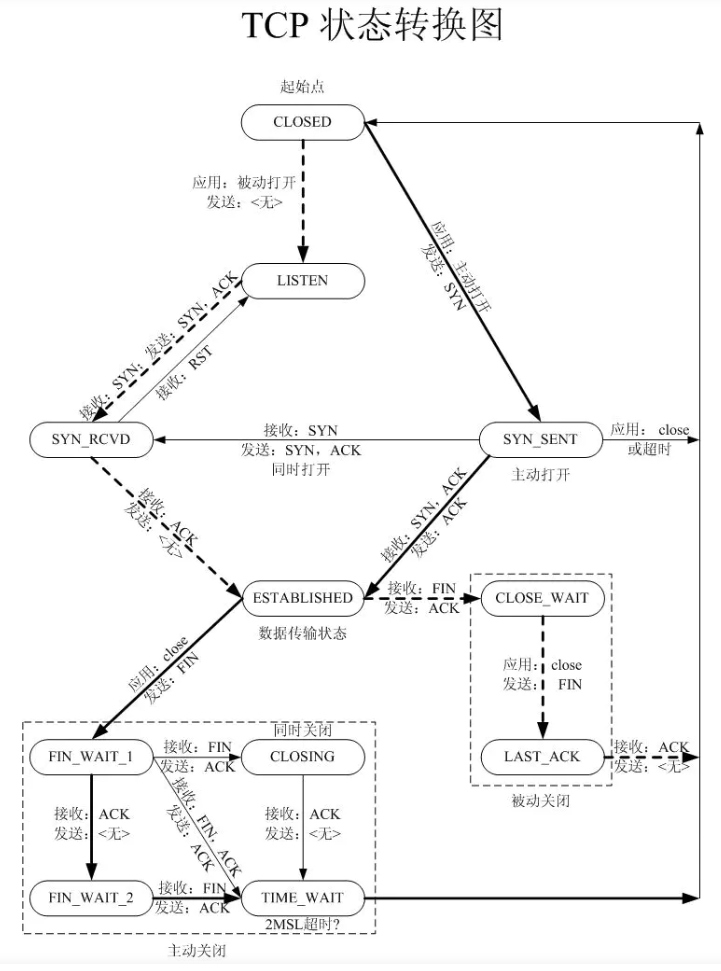 TCP 状态转换图
起始点
CLOSED
应用：被动打开
发送：<无>
应用：主动打开
发送：SYN
LISTEN
接收：SYN；发送：SYN，ACK
接收：RST
SYN_RCVD
接收：SYN
发送：SYN，ACK
同时打开
SYN_SENT
主动打开
应用： close
或超时
接收：ACK
发送：<无>
接收：SYN，ACK
发送：ACK
ESTABLISHED
数据传输状态
接收：FIN
发送：ACK
CLOSE_WAIT
应用：close
发送：FIN
应用： close
发送： FIN
同时关闭
FIN_WAIT_1
接收：FIN
发送：ACK
CLOSING
LAST_ACK
接收：ACK
发送：<无>
被动关闭
接收：ACK
发送：<无>
接收：FIN，ACK
发送：ACK
接收：ACK
发送：<无>
FIN_WAIT_2
接收：FIN
发送：ACK
TIME_WAIT
2MSL超时?
主动关闭